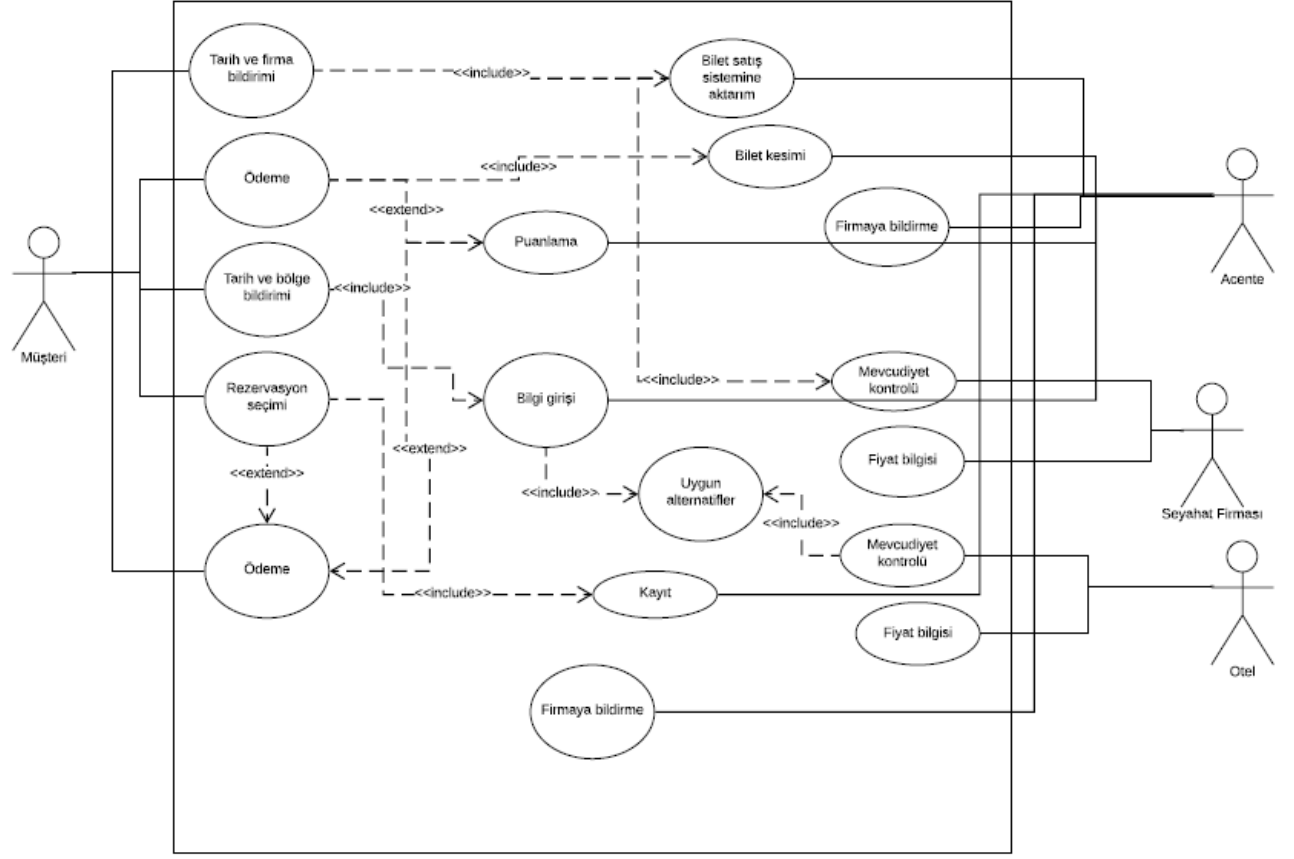 Tarih ve firma
bildirimi
<<include>>
Bilet satış
sistemine
aktarım
Ödeme
<<include>>
Bilet kesimi
<<extend>>
Puanlama
Firmaya bildirme
Acente
Tarih ve bölge
bildirimi
<<include>>
Müşteri
Rezervasyon
seçimi
Bilgi girişi
<<include>>
Mevcudiyet
kontrolü
<<extend>>
<<extend>>
Fiyat bilgisi
<<include>>
Uygun
alternatifler
Seyahat Firması
<<include>>
Mevcudiyet
kontrolü
Ödeme
<<include>>
Kayıt
Fiyat bilgisi
Otel
Firmaya bildirme